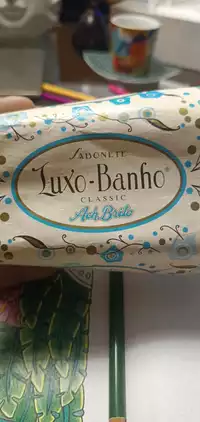 SABONETE
Luxo-Banho®
CLASSIC
Ach. Brito